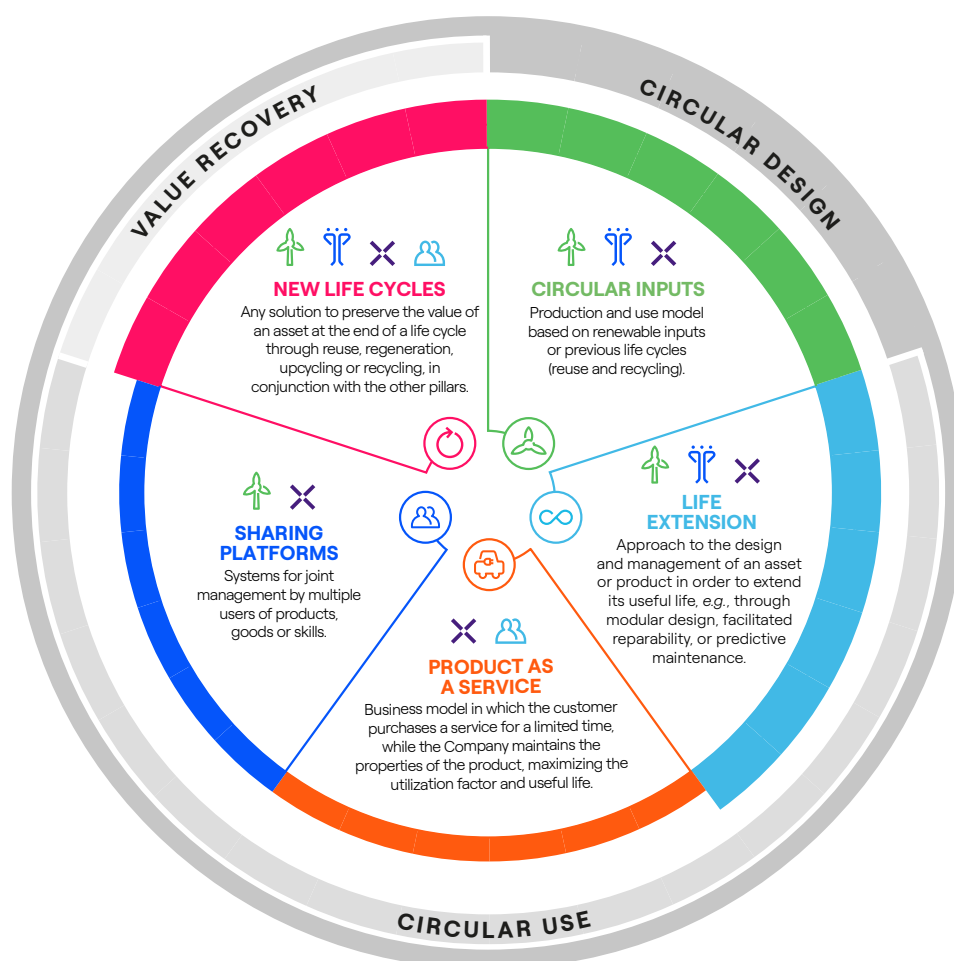 VALUE RECOVERY
CIRCULAR DESIGN
NEW LIFE CYCLES
Any solution to preserve the value of
an asset at the end of a life cycle
through reuse, regeneration,
upcycling or recycling, in
conjunction with the other pillars.
CIRCULAR INPUTS
Production and use model
based on renewable inputs
or previous life cycles
(reuse and recycling).
SHARING
PLATFORMS
Systems for joint
management by multiple
users of products,
goods or skills.
LIFE
EXTENSION
Approach to the design
and management of an asset
or product in order to extend
its useful life, e.g., through
modular design, facilitated
reparability, or predictive
maintenance.
PRODUCT AS
A SERVICE
Business model in which the customer
purchases a service for a limited time,
while the Company maintains the
properties of the product, maximizing the
utilization factor and useful life.
CIRCULAR USE